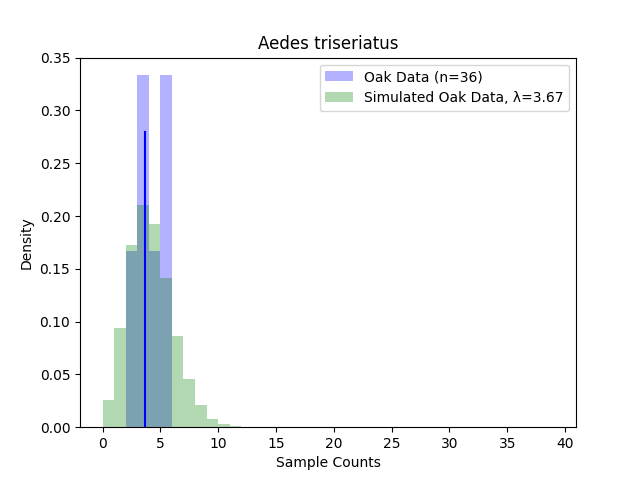 Aedes triseriatus
Oak Data (n=36)
Simulated Oak Data, λ=3.67
0.35
0.30
0.25
0.20
0.15
0.10
0.05
0.00
Density
0 5 10 15 20 25 30 35 40
Sample Counts